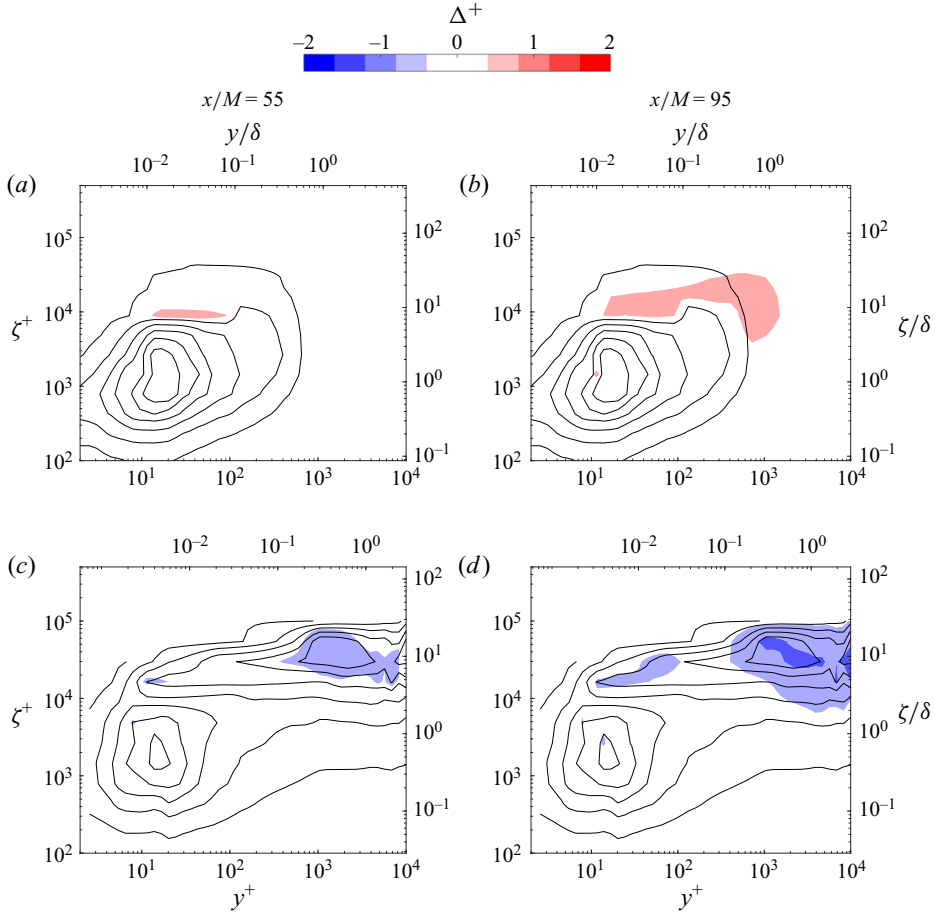 Δ⁺
−2 −1 0 1 2
x/M = 55 x/M = 95
y/δ y/δ
10⁻² 10⁻¹ 10⁰ 10⁻² 10⁻¹ 10⁰
(a) (b)
10⁵ 10² 10⁵ 10²
10⁴ 10¹ 10⁴ 10¹
ζ⁺ ζ/δ
10³ 10⁰ 10³ 10⁰
10² 10⁻¹ 10² 10⁻¹
10¹ 10² 10³ 10⁴ 10¹ 10² 10³ 10⁴
10⁻² 10⁻¹ 10⁰ 10⁻² 10⁻¹ 10⁰
(c) (d)
10² 10²
10⁵ 10¹ 10⁵ 10¹
10⁴ 10⁴
ζ⁺ 10⁰ 10⁰ ζ/δ
10³ 10⁻¹ 10³ 10⁻¹
10² 10²
10¹ 10² 10³ 10⁴ 10¹ 10² 10³ 10⁴
y⁺ y⁺